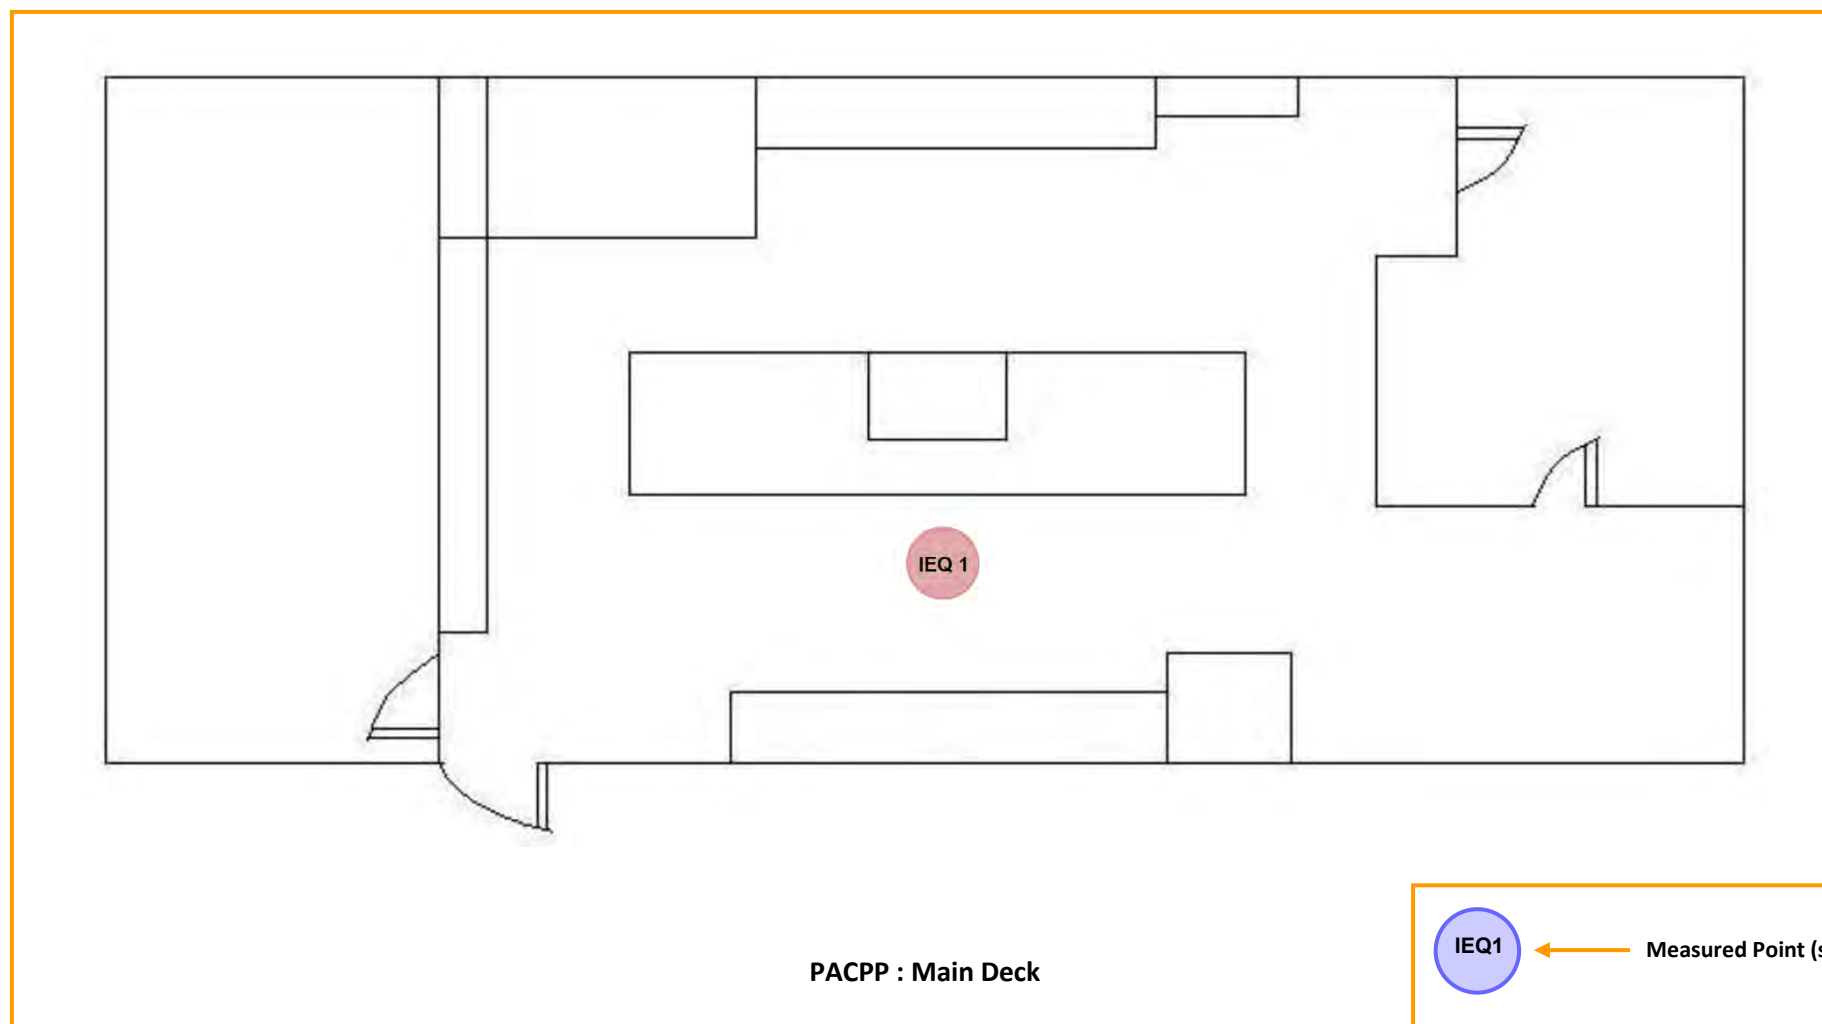 IEQ 1
IEQ1
Measured Point (
PACPP : Main Deck